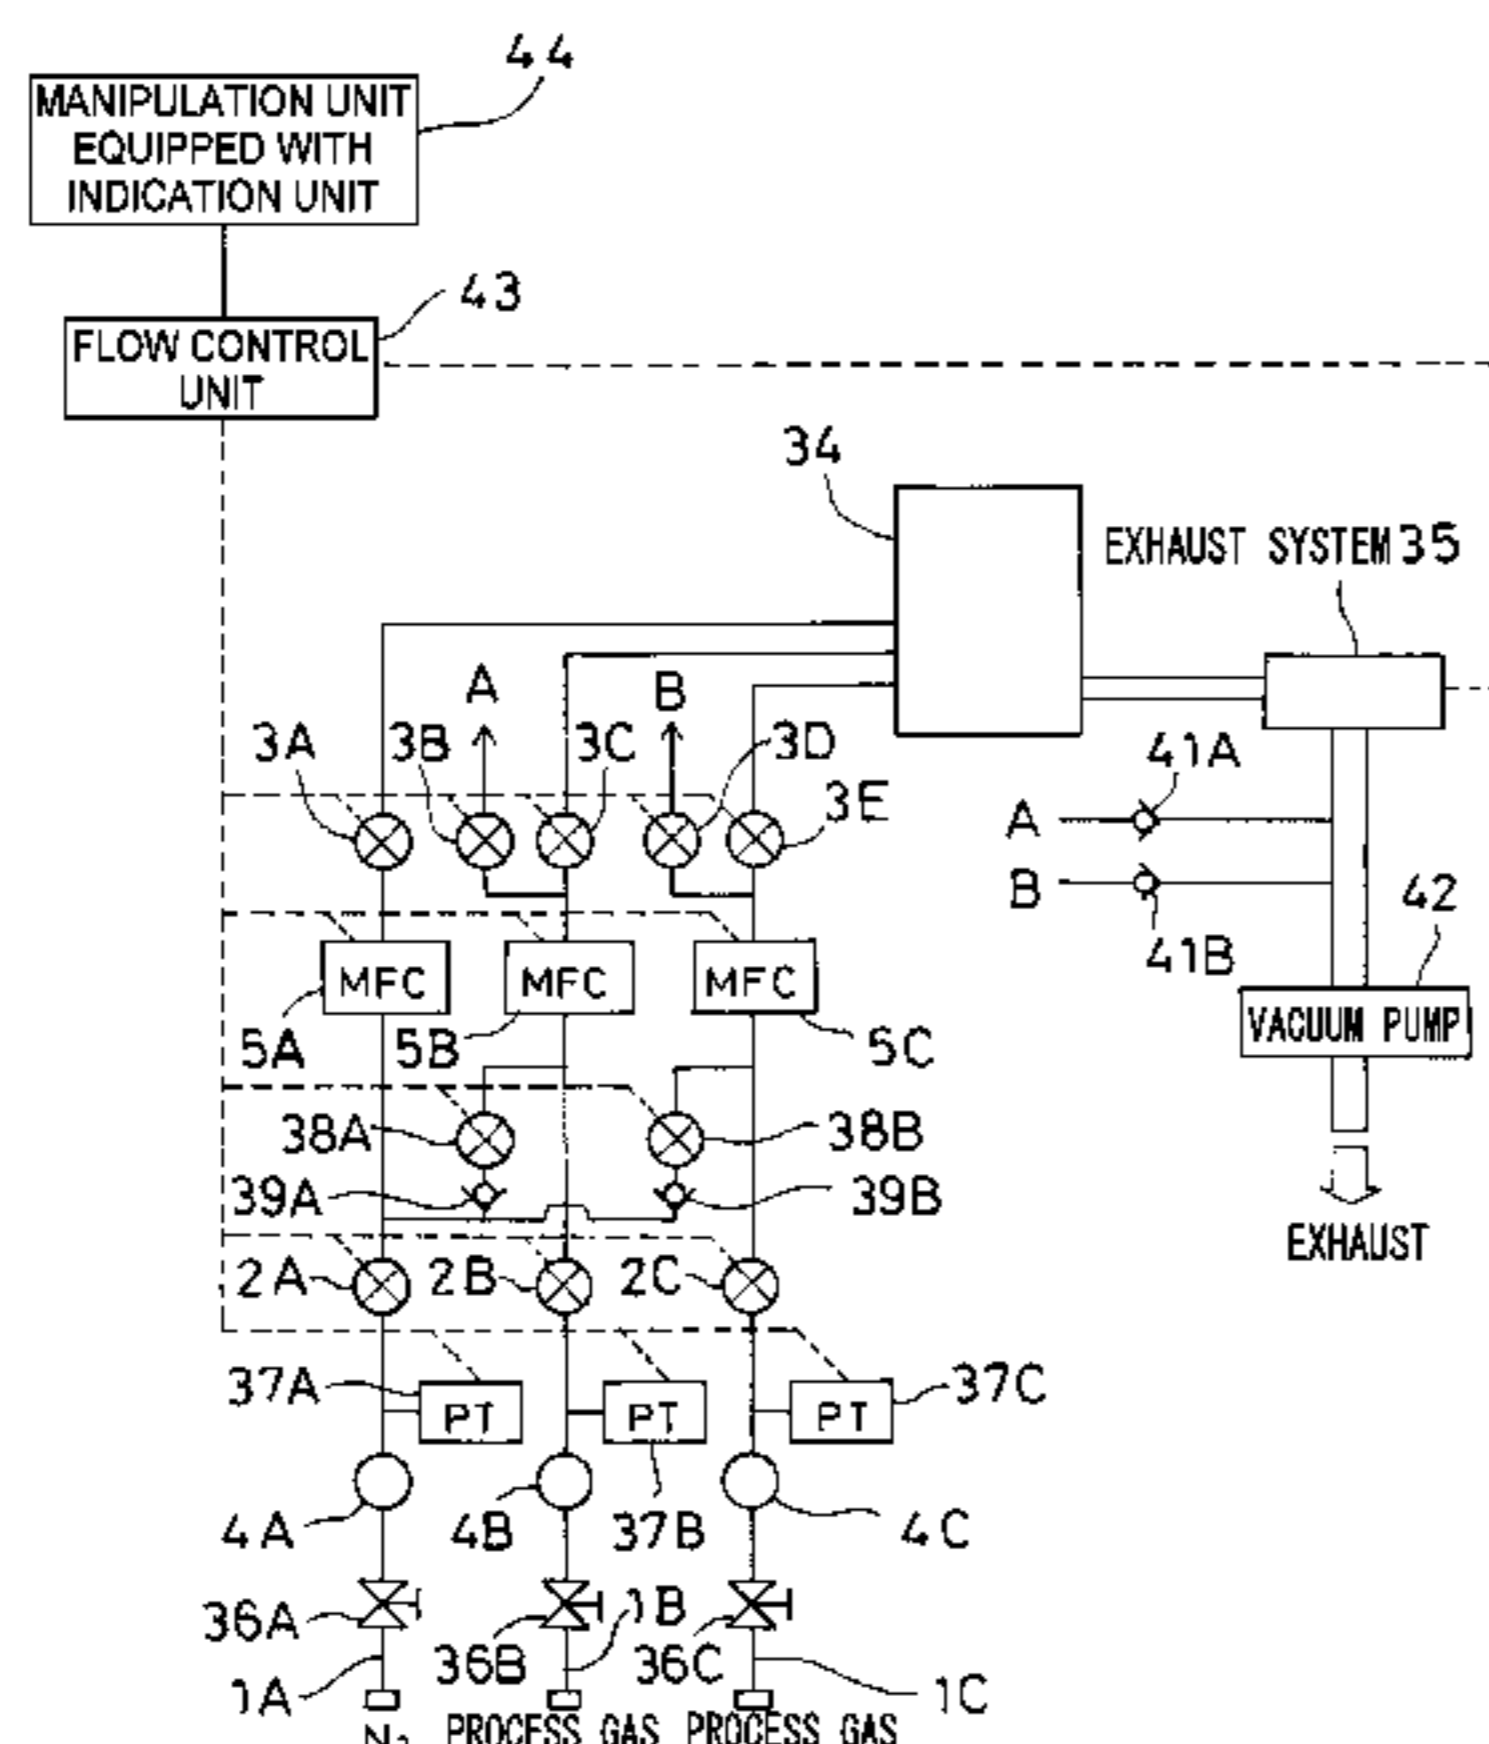 44
MANIPULATION UNIT
EQUIPPED WITH
INDICATION UNIT
43
FLOW CONTROL
UNIT
34
EXHAUST SYSTEM 35
A
B
3A
3B
3C
3D
3E
41A
A
B
41B
42
MFC
MFC
MFC
5A
5B
5C
VACUUM PUMP
38A
38B
39A
39B
EXHAUST
2A
2B
2C
37A
PT
PT
PT
37C
4A
4B
37B
4C
36A
1B
36B
36C
1A
1C
N2
PROCESS GAS
PROCESS GAS